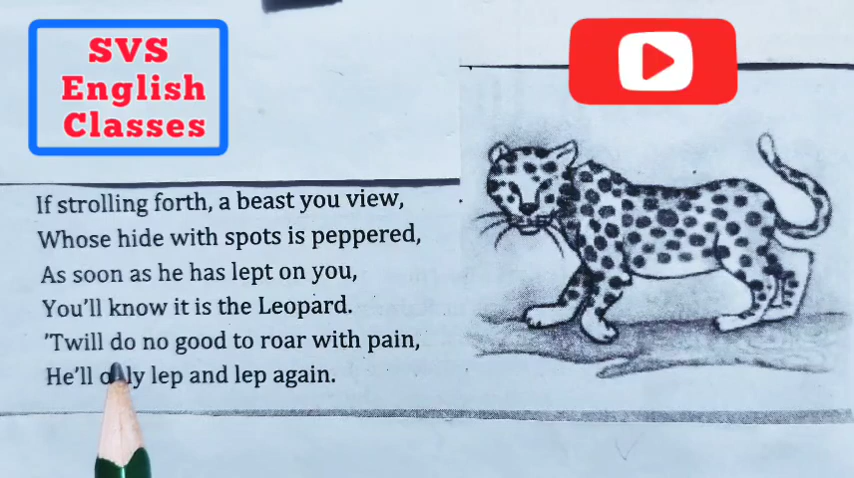 SVS
English
Classes
If strolling forth, a beast you view,
Whose hide with spots is peppered,
As soon as he has lept on you,
You'll know it is the Leopard.
'Twill do no good to roar with pain,
He'll only lep and lep again.